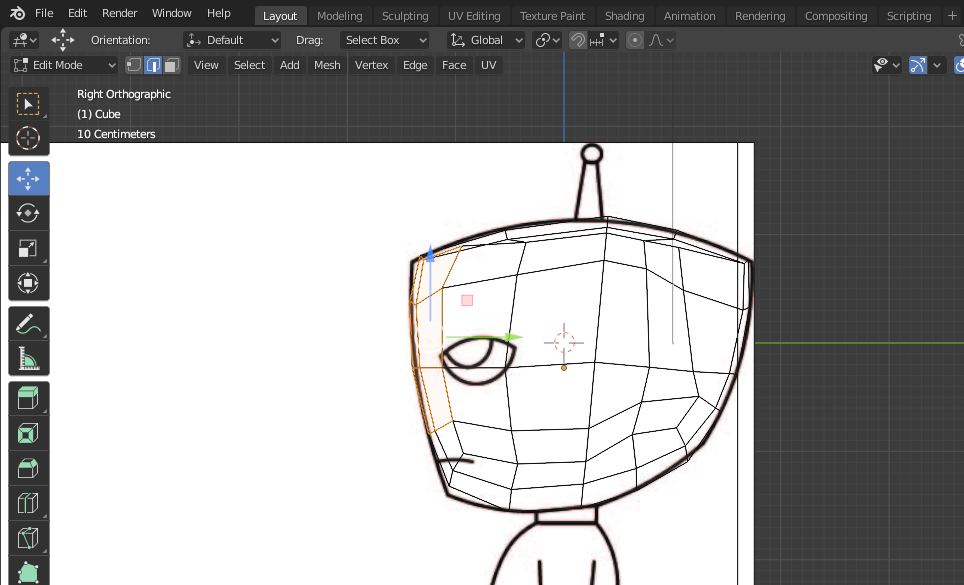 File Edit Render Window Help Layout Modeling Sculpting UV Editing Texture Paint Shading Animation Rendering Compositing Scripting +
Orientation: Default Drag: Select Box Global
Edit Mode View Select Add Mesh Vertex Edge Face UV
Right Orthographic
(1) Cube
10 Centimeters